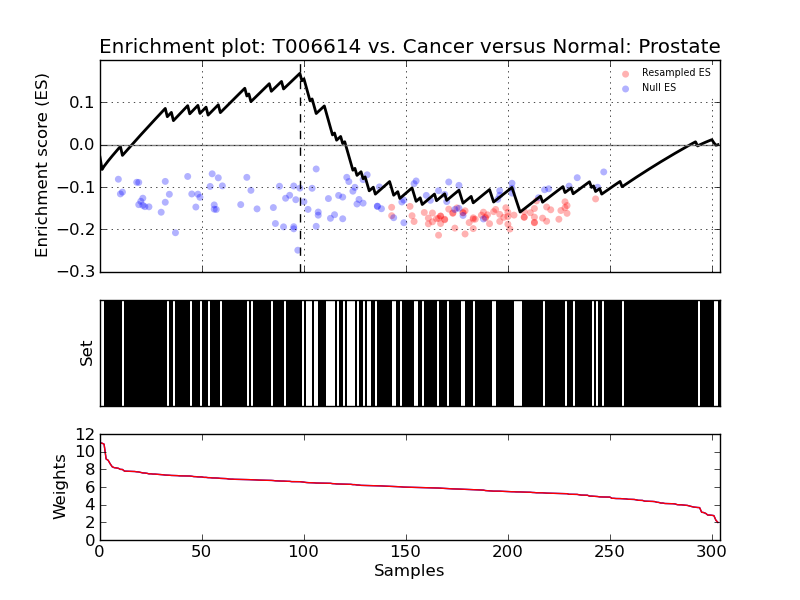 Enrichment plot: T006614 vs. Cancer versus Normal: Prostate
Enrichment score (ES)
0.1
0.0
−0.1
−0.2
−0.3
Resampled ES
Null ES
Set
Weights
12
10
8
6
4
2
0
0 50 100 150 200 250 300
Samples